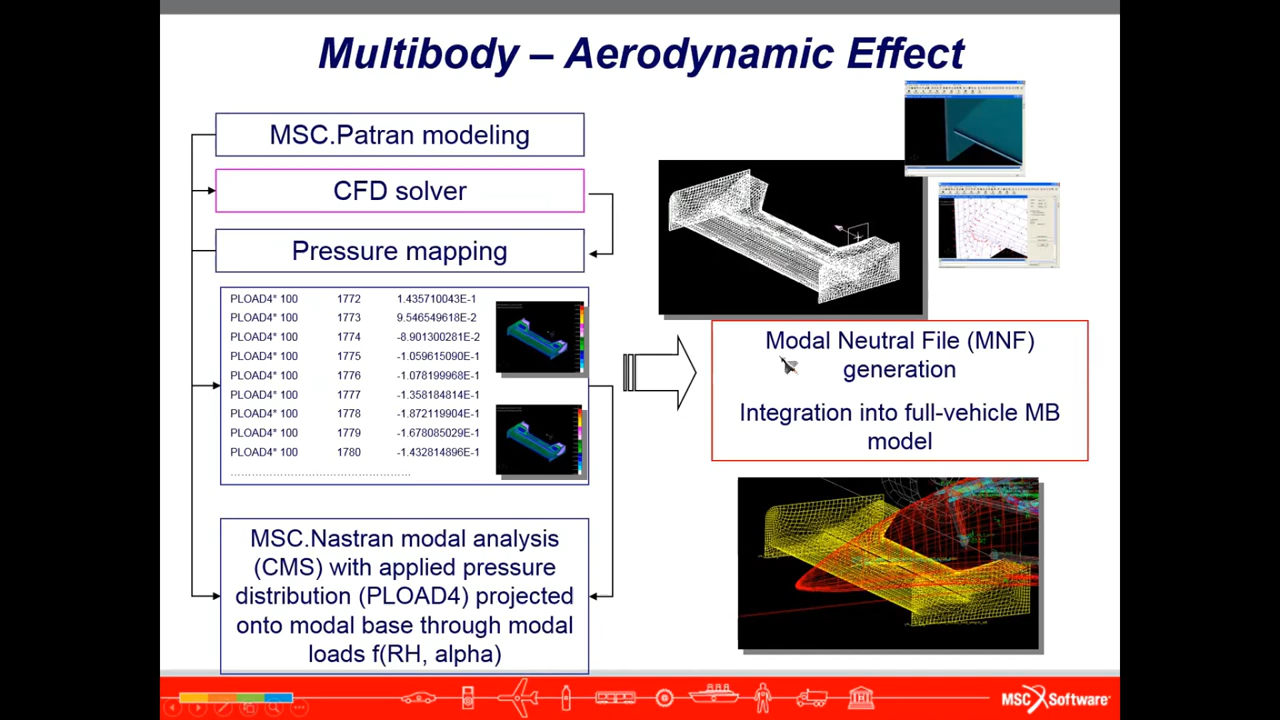 Multibody – Aerodynamic Effect
MSC.Patran modeling
CFD solver
Pressure mapping
PLOAD4* 100 1772 1.435710043E-1
PLOAD4* 100 1773 9.546549618E-2
PLOAD4* 100 1774 -8.901300281E-2
PLOAD4* 100 1775 -1.059615090E-1
PLOAD4* 100 1776 -1.078199968E-1
PLOAD4* 100 1777 -1.358184814E-1
PLOAD4* 100 1778 -1.872119904E-1
PLOAD4* 100 1779 -1.678085029E-1
PLOAD4* 100 1780 -1.432814896E-1
MSC.Nastran modal analysis
(CMS) with applied pressure
distribution (PLOAD4) projected
onto modal base through modal
loads f(RH, alpha)
Modal Neutral File (MNF)
generation
Integration into full-vehicle MB
model
MSC Software